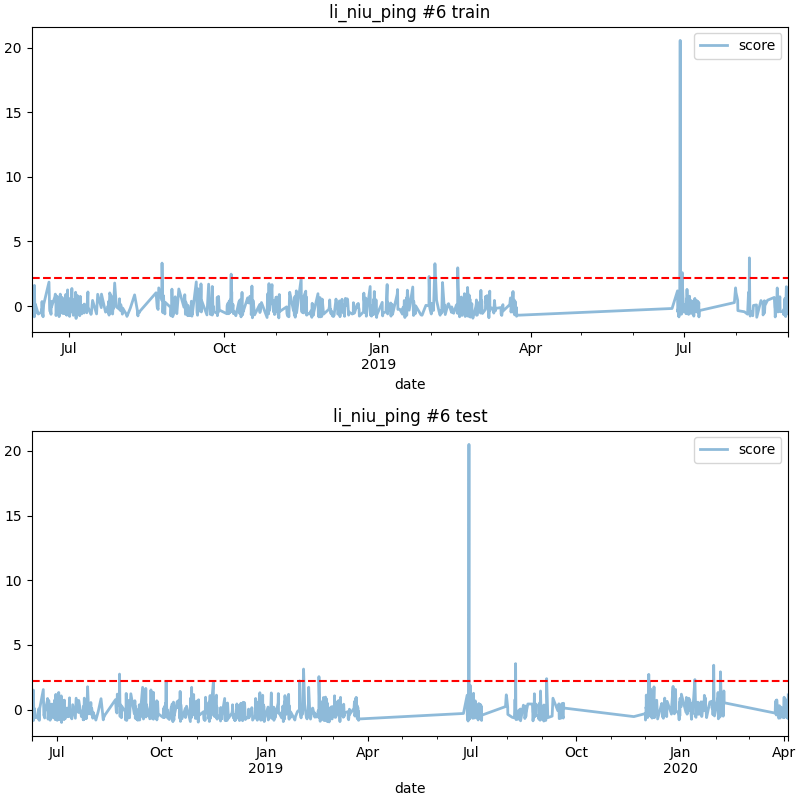 li_niu_ping #6 train
score
20
15
10
5
0
Jul Oct Jan Apr Jul
2019
date
li_niu_ping #6 test
score
20
15
10
5
0
Jul Oct Jan Apr Jul Oct Jan Apr
2019 2020
date